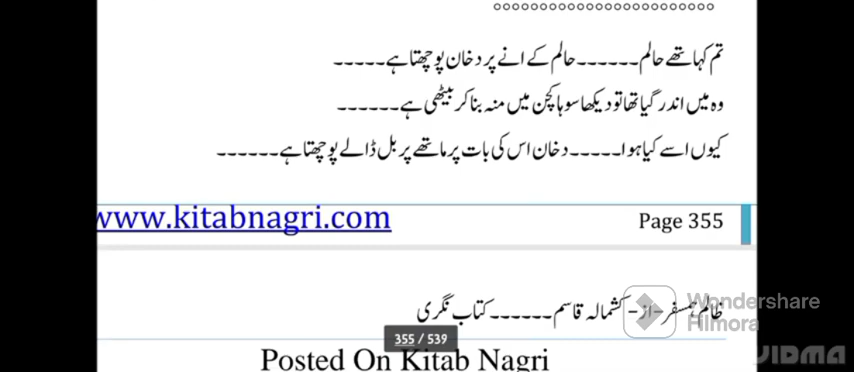 ○○○○○○○○○○○○○○○○○○○○○○○○
تم کہا تھے حالم۔۔۔۔۔۔حالم کے انے پر دخان پوچھتا ہے۔۔۔۔۔
وہ میں اندر گیا تھا تو دیکھا سوہا کچن میں منہ بنا کر بیٹھی ہے۔۔۔۔۔۔
کیوں اسے کیا ہوا۔۔۔۔۔دخان اس کی بات پر ماتھے پر بل ڈالے پوچھتا ہے۔۔۔۔۔۔
www.kitabnagri.com Page 355
ظالم ہمسفر-از- کشمالہ قاسم۔۔۔۔۔۔کتاب نگری
Wondershare
Filmora
355 / 539
Posted On Kitab Nagri
VIDMA